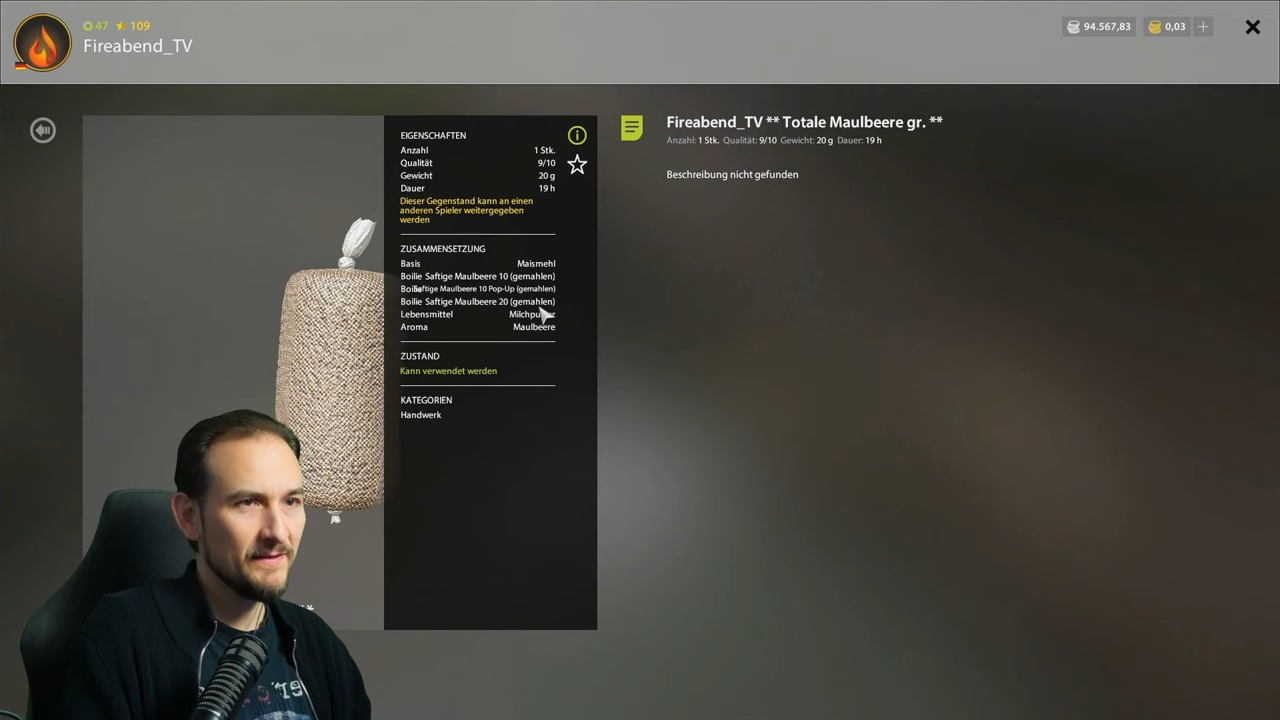 47 109
Fireabend_TV
94.567,83
0,03
EIGENSCHAFTEN
Anzahl 1 Stk.
Qualität 9/10
Gewicht 20 g
Dauer 19 h
Dieser Gegenstand kann an einen
anderen Spieler weitergegeben
werden
ZUSAMMENSETZUNG
Basis Maismehl
Boilie Saftige Maulbeere 10 (gemahlen)
Boilie Saftige Maulbeere 10 Pop-Up (gemahlen)
Boilie Saftige Maulbeere 20 (gemahlen)
Lebensmittel
Aroma Maulbeere
ZUSTAND
Kann verwendet werden
KATEGORIEN
Handwerk
Fireabend_TV ** Totale Maulbeere gr. **
Anzahl: 1 Stk. Qualität: 9/10 Gewicht: 20 g Dauer: 19 h
Beschreibung nicht gefunden